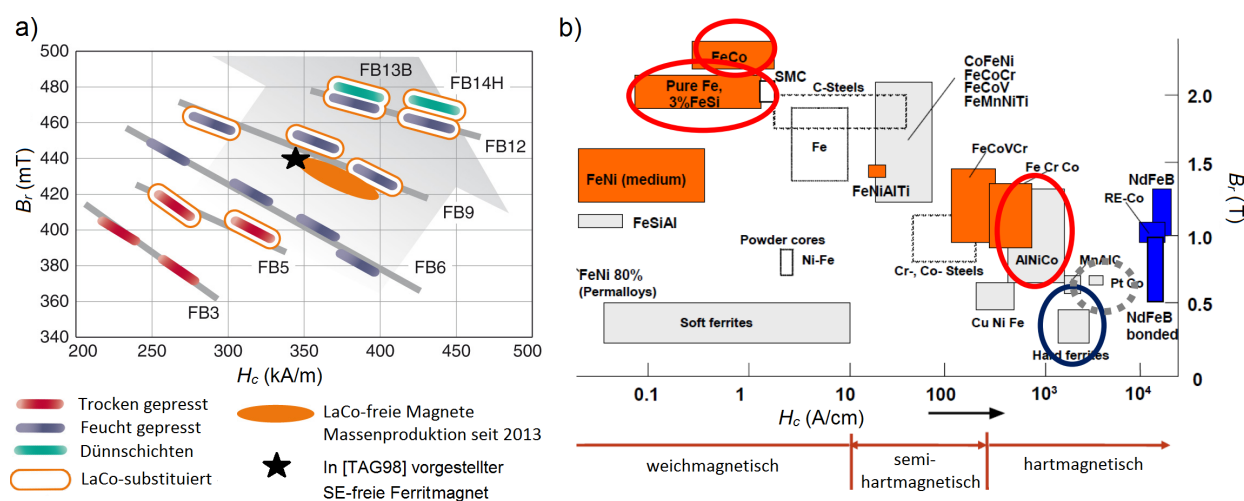 a)
500
480
460
440
420
400
380
360
340
Br (mT)
FB13B
FB14H
FB12
FB9
FB6
FB5
FB3
200
250
300
350
400
450
500
Hc (kA/m)
Trocken gepresst
Feucht gepresst
Dünnschichten
LaCo-substituiert
LaCo-freie Magnete
Massenproduktion seit 2013
In [TAG98] vorgestellter
SE-freie Ferritmagnet
b)
FeCo
Pure Fe,
3%FeSi
SMC
C-Steels
Fe
CoFeNi
FeCoCr
FeCoV
FeMnNiTi
FeNi (medium)
FeNiAlTi
FeCoVCr
Fe Cr Co
NdFeB
RE-Co
FeSiAl
Powder cores
Ni-Fe
Cr-, Co- Steels
AlNiCo
MnAlC
Pt Co
FeNi 80%
(Permalloys)
Soft ferrites
Cu Ni Fe
Hard ferrites
NdFeB
bonded
2.0
1.5
1.0
0.5
0
Br (T)
0.1
1
10
100
10³
10⁴
Hc (A/cm)
weichmagnetisch
semi-
hartmagnetisch
hartmagnetisch